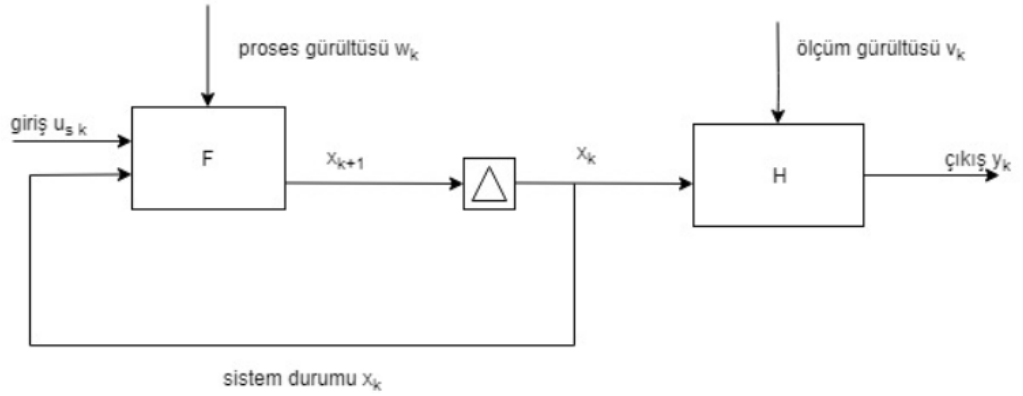 proses gürültüsü wk
ölçüm gürültüsü vk
giriş us k
F
xk+1
△
xk
H
çıkış yk
sistem durumu xk